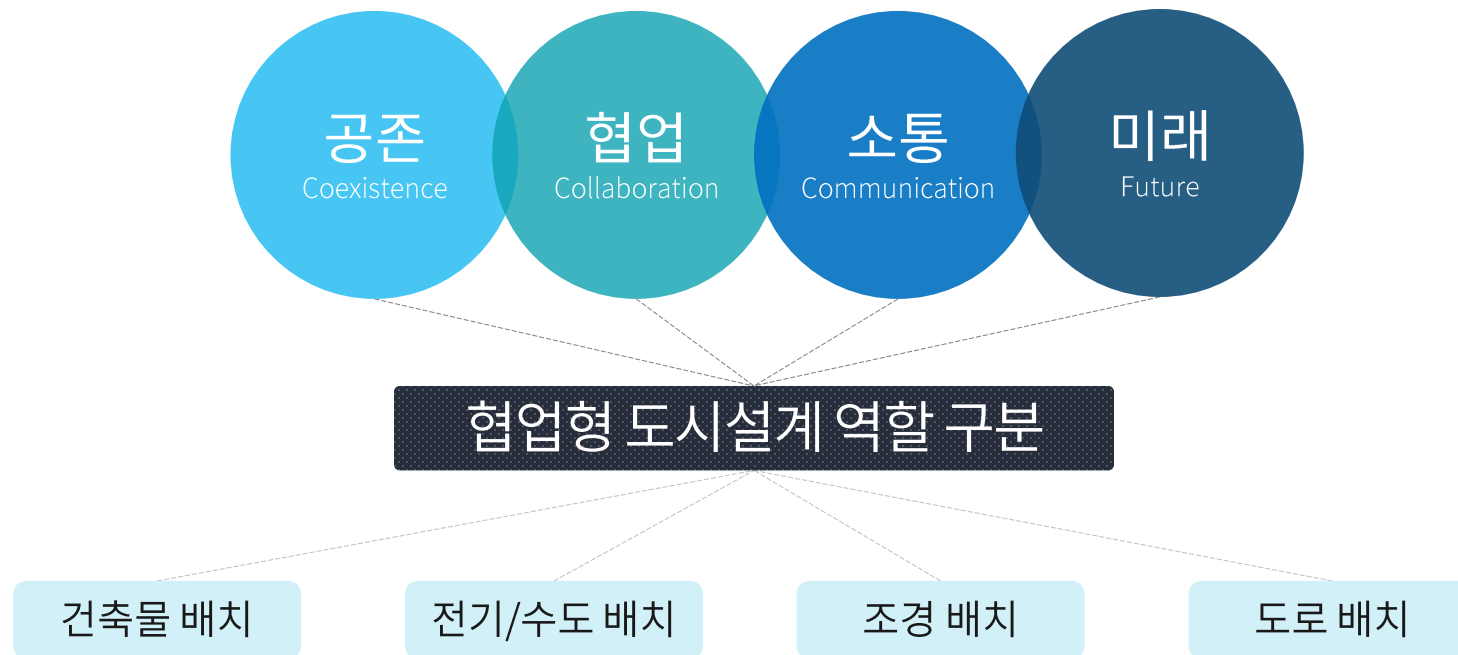 공존
Coexistence
협업
Collaboration
소통
Communication
미래
Future
협업형 도시설계 역할 구분
건축물 배치
전기/수도 배치
조경 배치
도로 배치